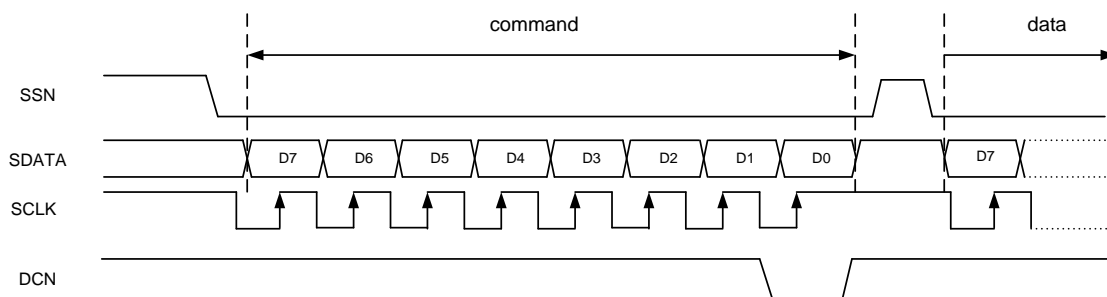 command data
SSN
SDATA D7 D6 D5 D4 D3 D2 D1 D0 D7
SCLK
DCN